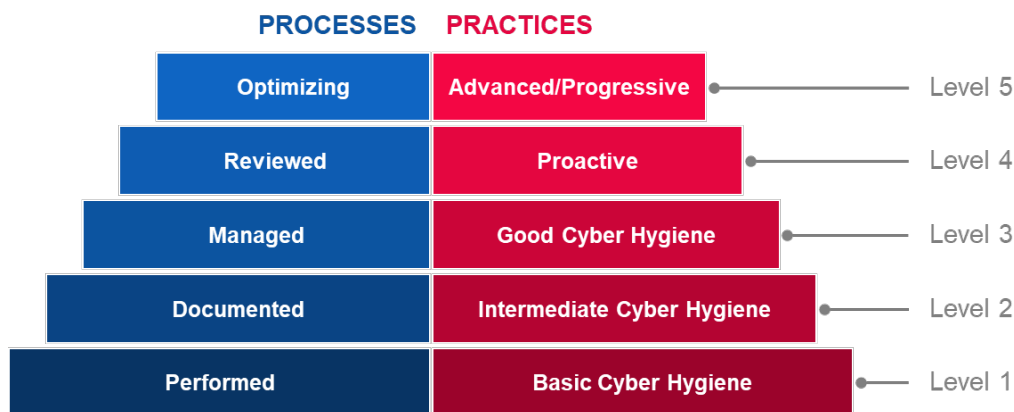 PROCESSES PRACTICES
Optimizing Advanced/Progressive Level 5
Reviewed Proactive Level 4
Managed Good Cyber Hygiene Level 3
Documented Intermediate Cyber Hygiene Level 2
Performed Basic Cyber Hygiene Level 1